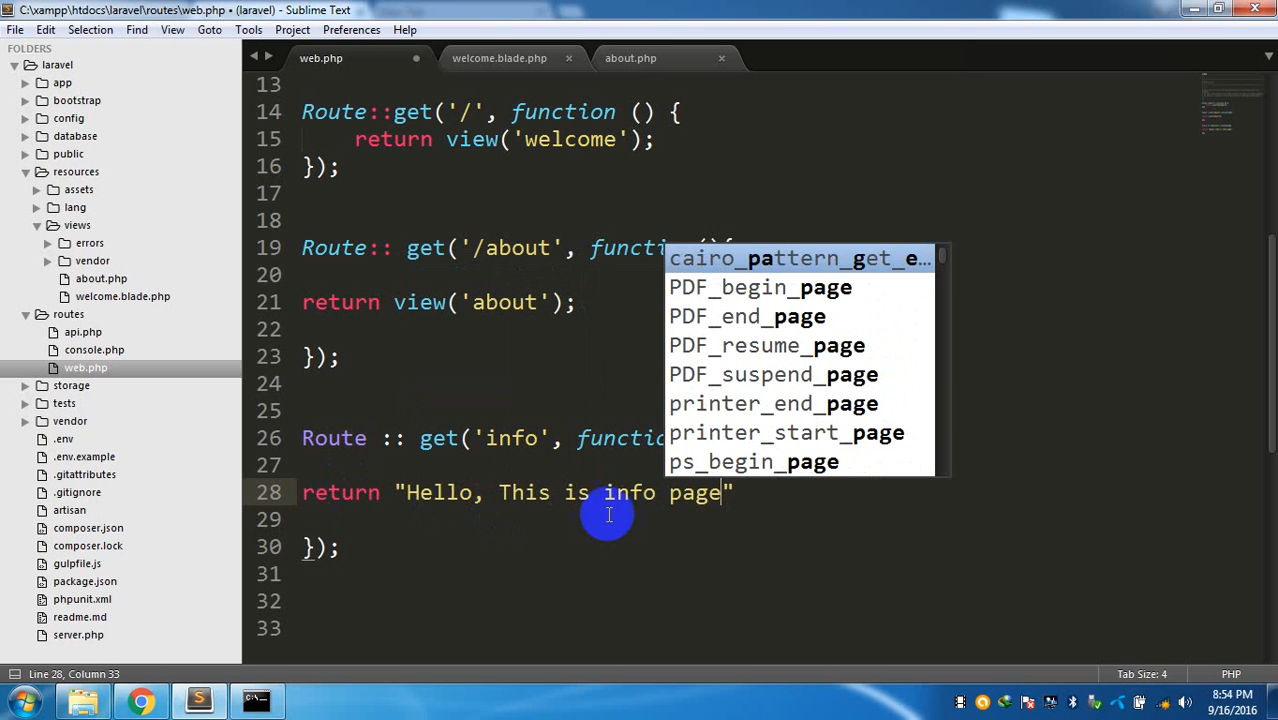 C:\xampp\htdocs\laravel\routes\web.php • (laravel) - Sublime Text
File Edit Selection Find View Goto Tools Project Preferences Help
FOLDERS
laravel
app
bootstrap
config
database
public
resources
assets
lang
views
errors
vendor
about.php
welcome.blade.php
routes
api.php
console.php
web.php
storage
tests
vendor
.env
.env.example
.gitattributes
.gitignore
artisan
composer.json
composer.lock
gulpfile.js
package.json
phpunit.xml
readme.md
server.php
web.php welcome.blade.php about.php
13
14 Route::get('/', function () {
15 return view('welcome');
16 });
17
18
19 Route:: get('/about', function (){
20
21 return view('about');
22
23 });
24
25
26 Route :: get('info', functio
27
28 return "Hello, This is info page"
29
30 });
31
32
33
cairo_pattern_get_e…
PDF_begin_page
PDF_end_page
PDF_resume_page
PDF_suspend_page
printer_end_page
printer_start_page
ps_begin_page
Line 28, Column 33 Tab Size: 4 PHP
8:54 PM
9/16/2016